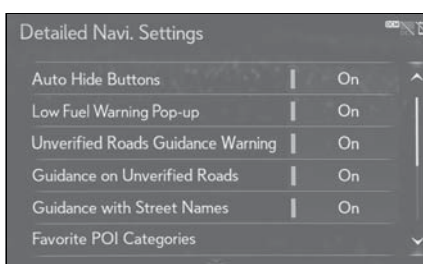 Detailed Navi. Settings
DCM
Auto Hide Buttons On
Low Fuel Warning Pop-up On
Unverified Roads Guidance Warning On
Guidance on Unverified Roads On
Guidance with Street Names On
Favorite POI Categories